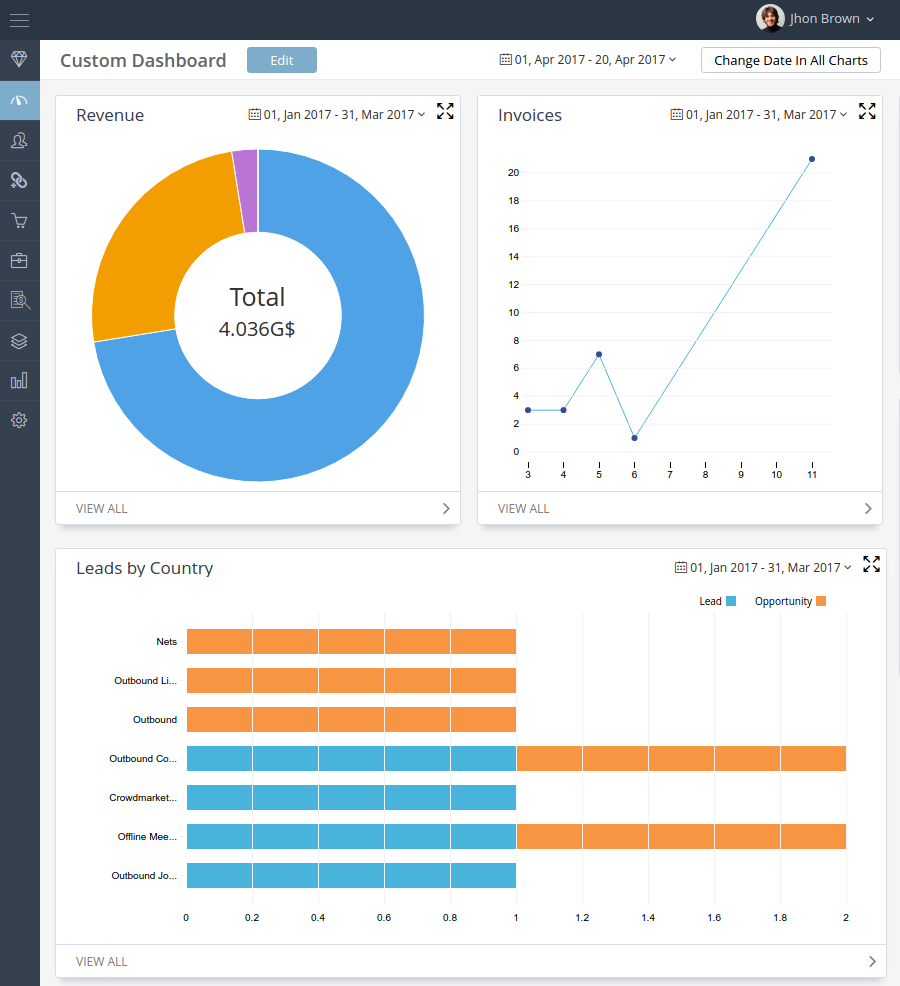 Jhon Brown
Custom Dashboard
Edit
01, Apr 2017 - 20, Apr 2017
Change Date In All Charts
Revenue
01, Jan 2017 - 31, Mar 2017
Total
4.036G$
VIEW ALL
Invoices
01, Jan 2017 - 31, Mar 2017
20
18
16
14
12
10
8
6
4
2
0
3 4 5 6 7 8 9 10 11
VIEW ALL
Leads by Country
01, Jan 2017 - 31, Mar 2017
Lead Opportunity
Nets
Outbound Li...
Outbound
Outbound Co...
Crowdmarket...
Offline Mee...
Outbound Jo...
0 0.2 0.4 0.6 0.8 1 1.2 1.4 1.6 1.8 2
VIEW ALL